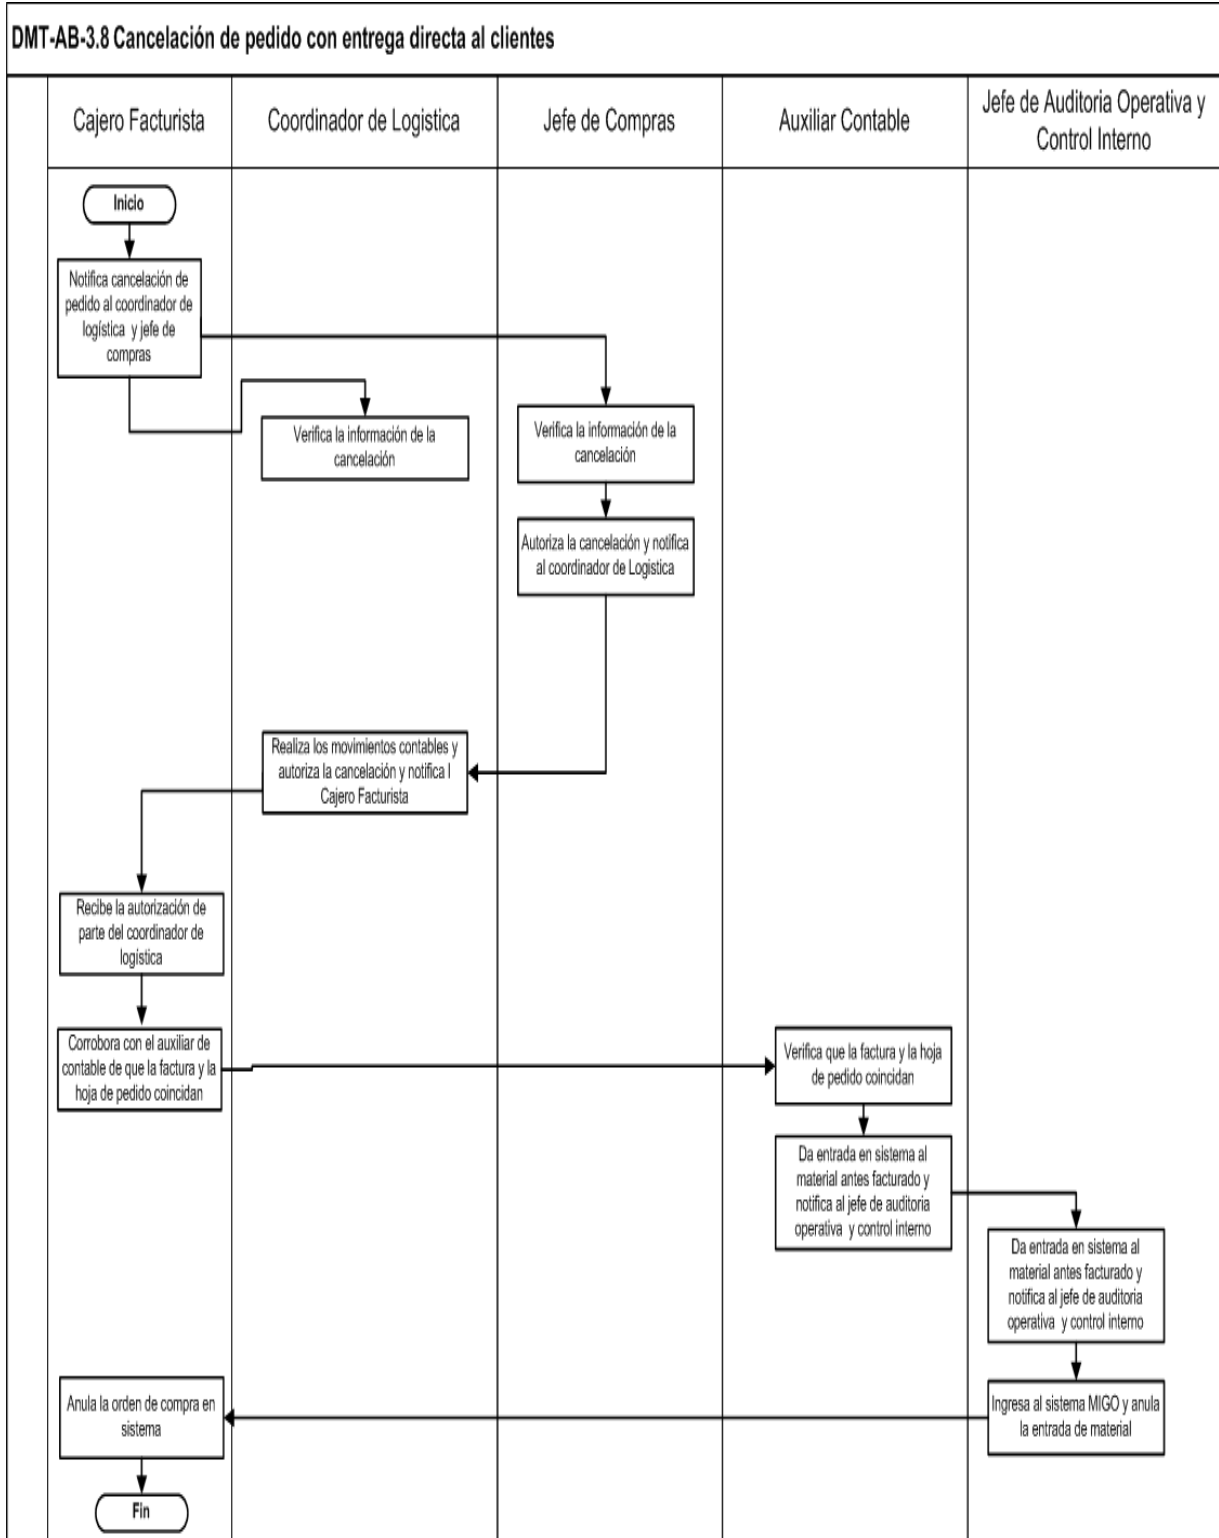 DMT-AB-3.8 Cancelación de pedido con entrega directa al clientes
Cajero Facturista
Coordinador de Logistica
Jefe de Compras
Auxiliar Contable
Jefe de Auditoria Operativa y
Control Interno
Inicio
Notifica cancelación de
pedido al coordinador de
logística y jefe de
compras
Verifica la información de la
cancelación
Verifica la información de la
cancelación
Autoriza la cancelación y notifica
al coordinador de Logistica
Realiza los movimientos contables y
autoriza la cancelación y notifica l
Cajero Facturista
Recibe la autorización de
parte del coordinador de
logística
Corrobora con el auxiliar de
contable de que la factura y la
hoja de pedido coincidan
Verifica que la factura y la hoja
de pedido coincidan
Da entrada en sistema al
material antes facturado y
notifica al jefe de auditoria
operativa y control interno
Da entrada en sistema al
material antes facturado y
notifica al jefe de auditoria
operativa y control interno
Ingresa al sistema MIGO y anula
la entrada de material
Anula la orden de compra en
sistema
Fin